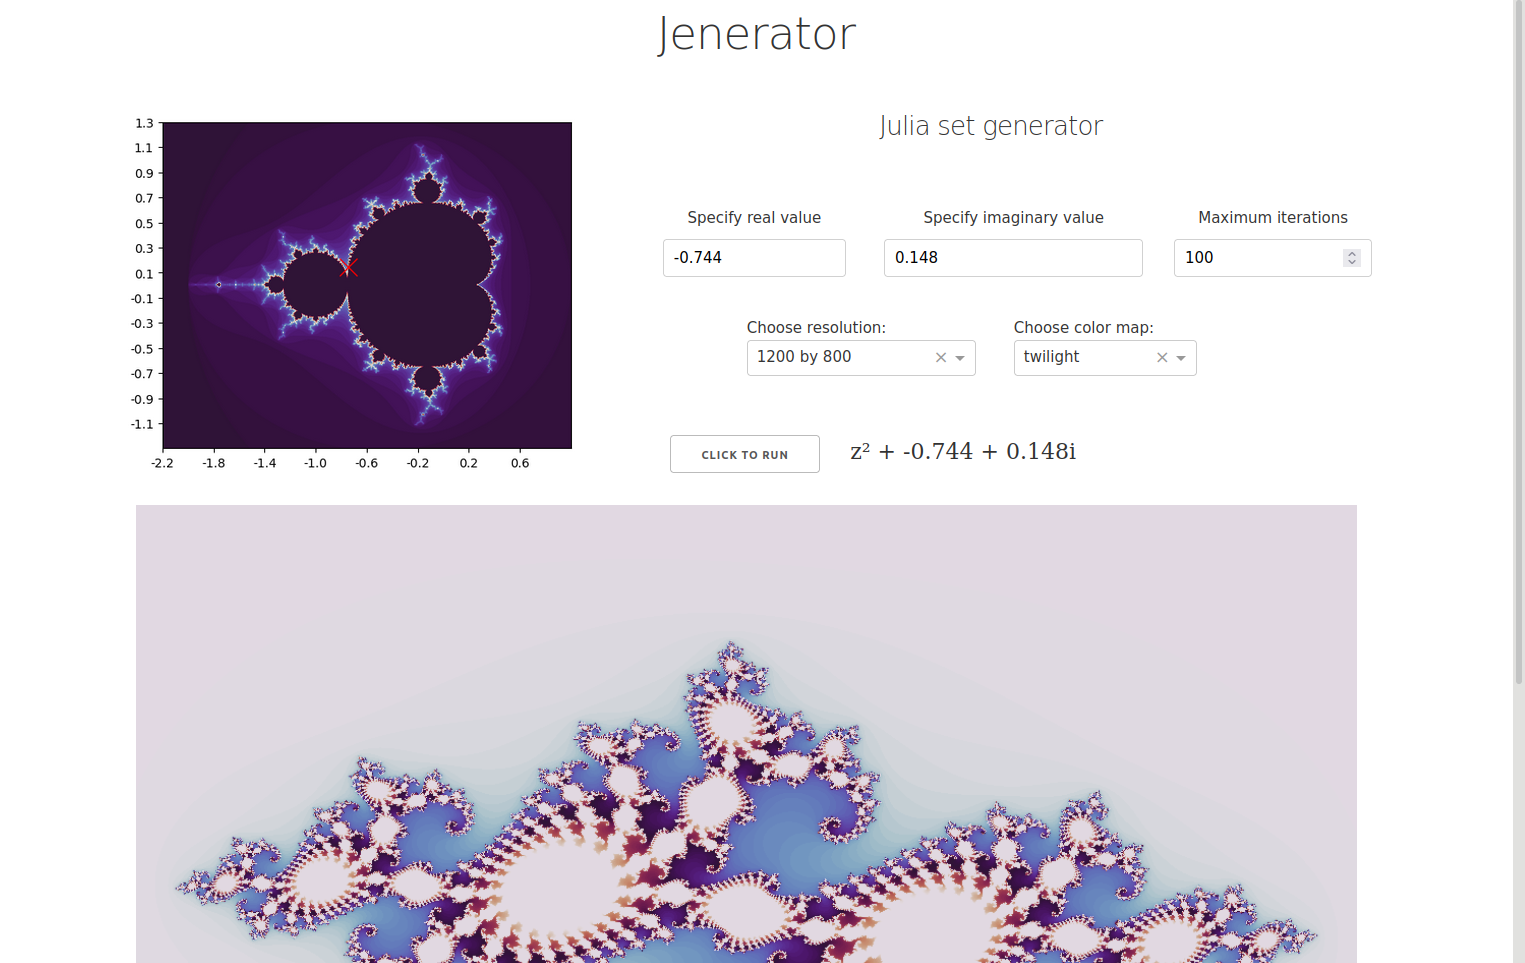 Jenerator
Julia set generator
1.3
1.1
0.9
0.7
0.5
0.3
0.1
-0.1
-0.3
-0.5
-0.7
-0.9
-1.1
-2.2 -1.8 -1.4 -1.0 -0.6 -0.2 0.2 0.6
Specify real value Specify imaginary value Maximum iterations
-0.744 0.148 100
Choose resolution: Choose color map:
1200 by 800 × twilight ×
CLICK TO RUN z² + -0.744 + 0.148i